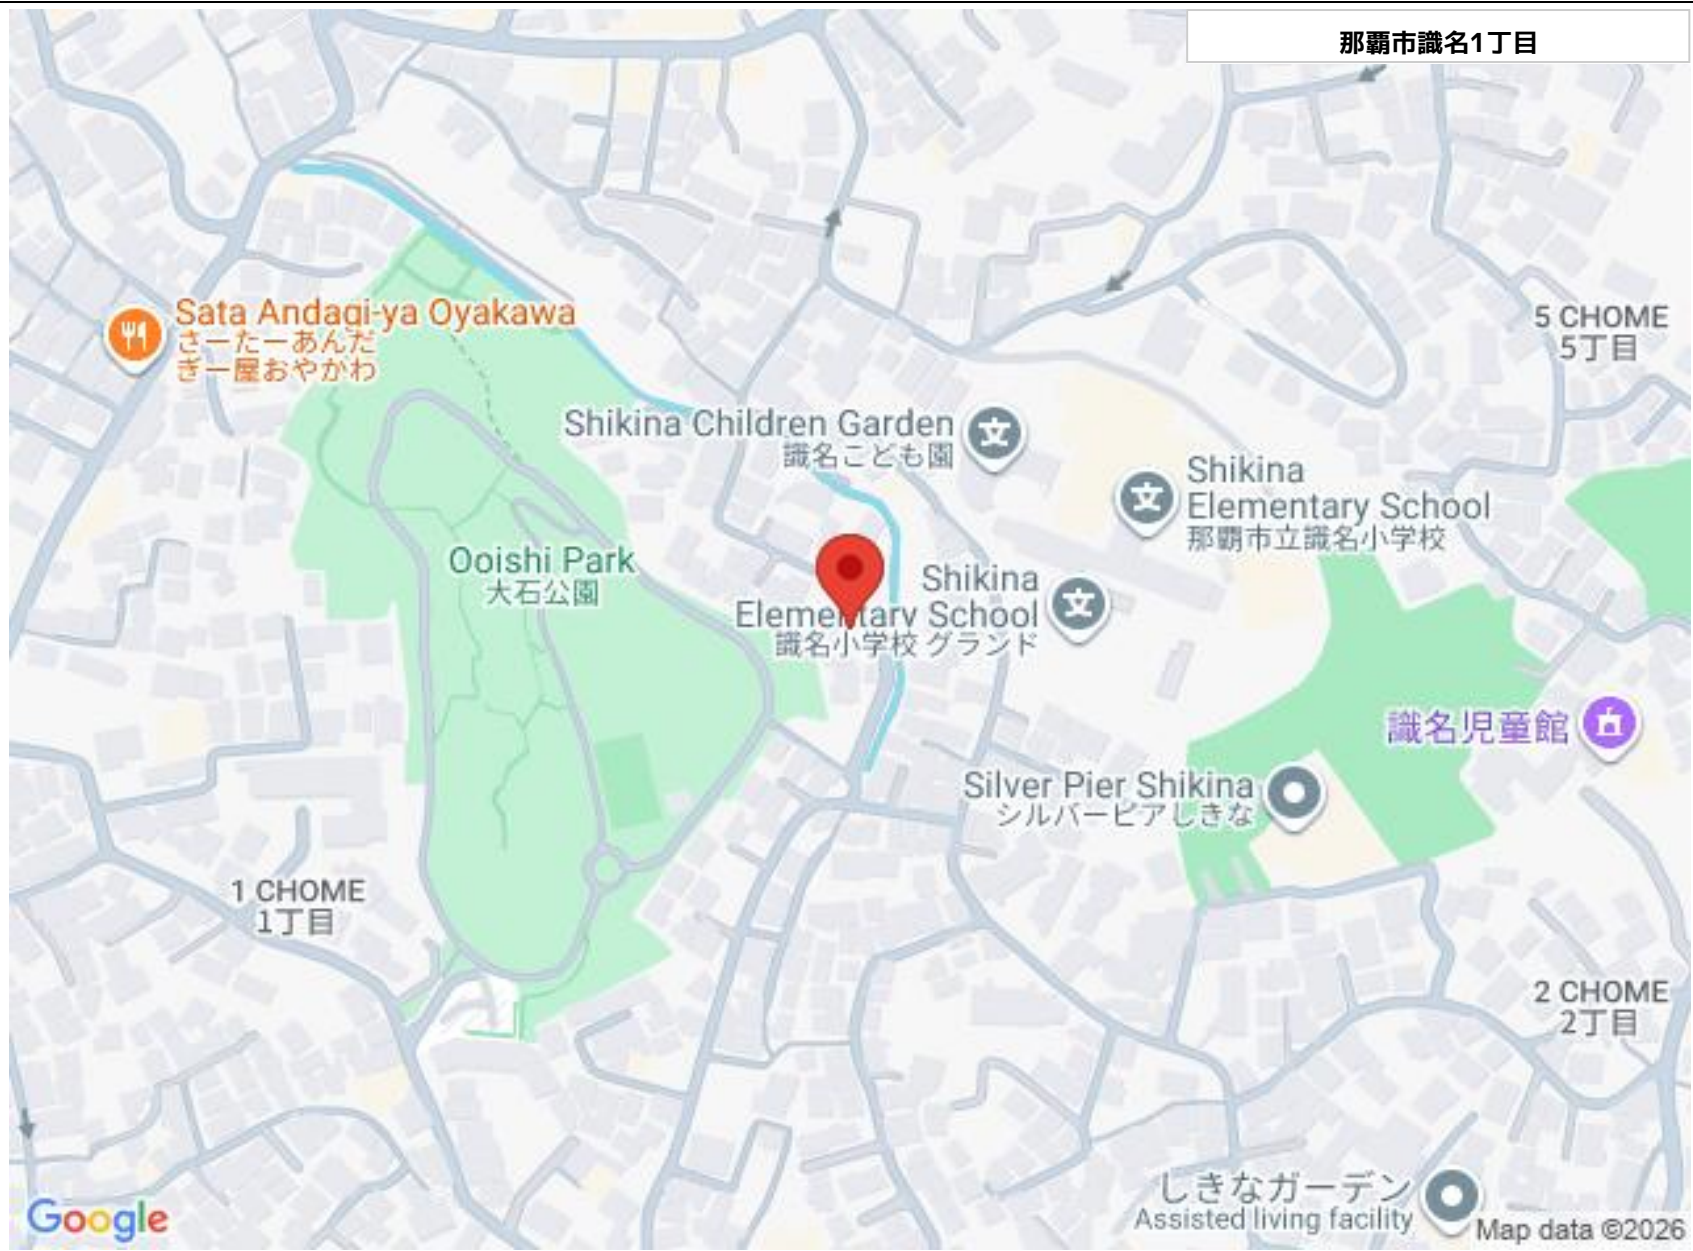 那覇市識名1丁目
Sata Andagi-ya Oyakawa
さーたーあんだ
ぎー屋おやかわ
5 CHOME
5丁目
Shikina Children Garden
識名こども園
Shikina
Elementary School
那覇市立識名小学校
Ooishi Park
大石公園
Shikina
Elementary School
識名小学校 グランド
識名児童館
Silver Pier Shikina
シルバーピアしきな
1 CHOME
1丁目
2 CHOME
2丁目
しきなガーデン
Assisted living facility
Google
Map data ©2026